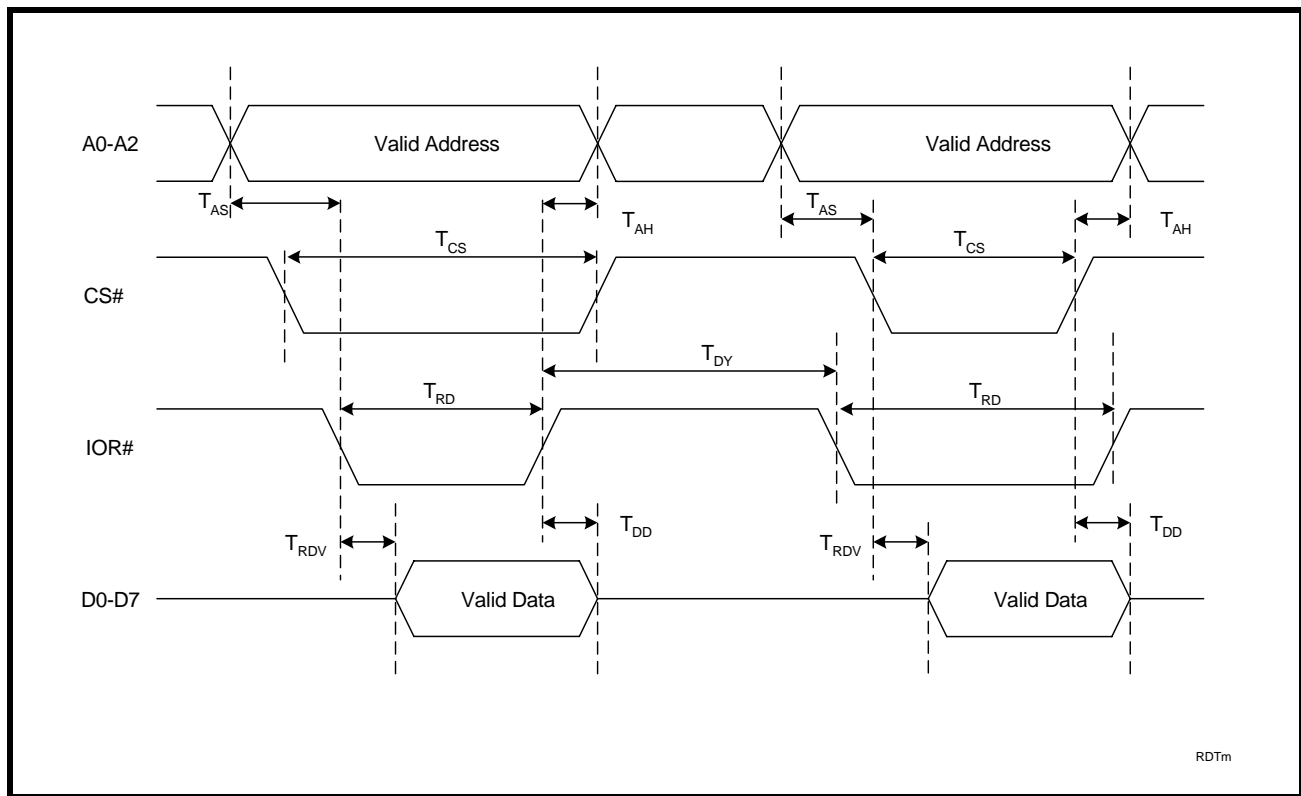 A0-A2
Valid Address
Valid Address
TAS
TAH
TAS
TAH
TCS
TCS
CS#
TDY
TRD
TRD
IOR#
TRDV
TDD
TRDV
TDD
D0-D7
Valid Data
Valid Data
RDTm